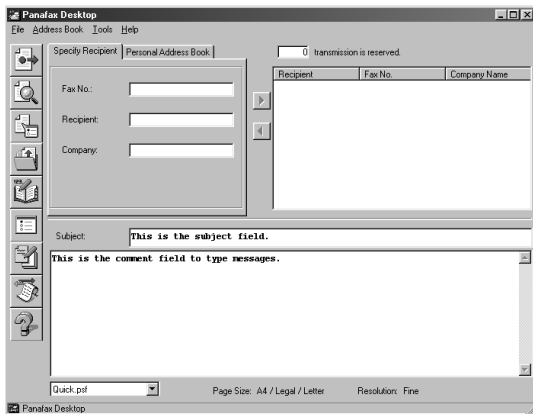 Panafax Desktop
File Address Book Tools Help
Specify Recipient Personal Address Book
0 transmission is reserved.
Recipient Fax No. Company Name
Fax No.:
Recipient:
Company:
Subject: This is the subject field.
This is the comment field to type messages.
Quick.psf Page Size: A4 / Legal / Letter Resolution: Fine
Panafax Desktop